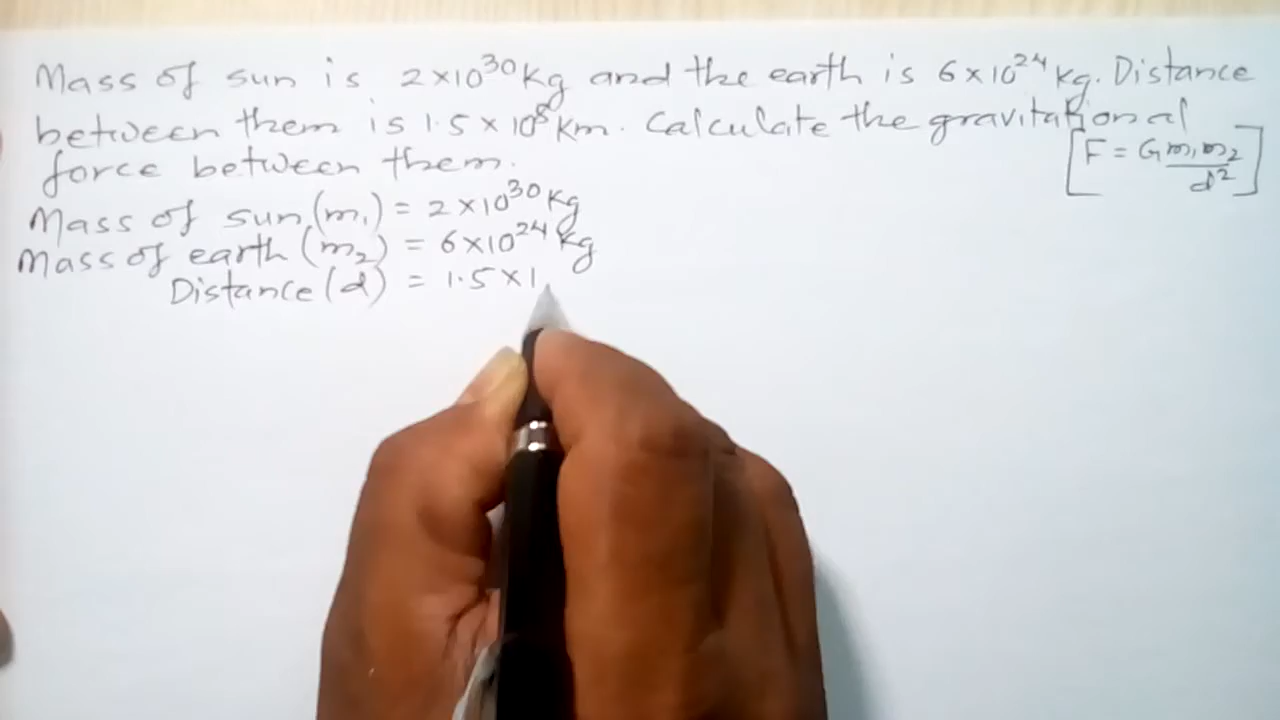 Mass of sun is 2×10³⁰ Kg and the earth is 6×10²⁴ kg. Distance
between them is 1.5 × 10⁸ Km. Calculate the gravitational
force between them.
[F = G m₁m₂ / d²]
Mass of sun (m₁) = 2×10³⁰ Kg
Mass of earth (m₂) = 6×10²⁴ Kg
Distance (d) = 1.5×1